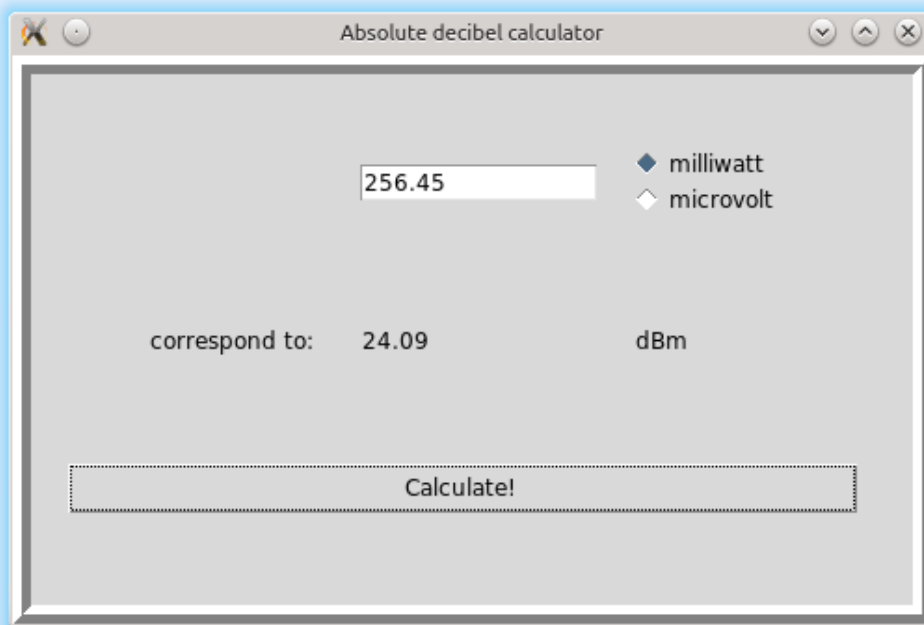 Absolute decibel calculator
256.45
milliwatt
microvolt
correspond to: 24.09 dBm
Calculate!